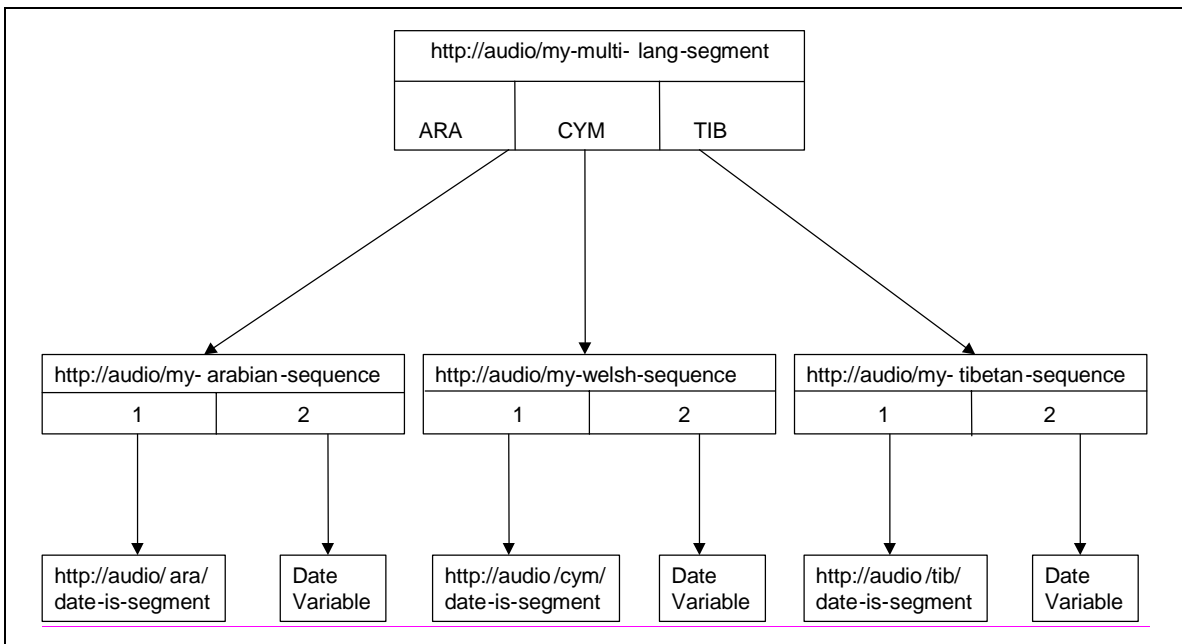 http://audio/my-multi- lang-segment
ARA CYM TIB
http://audio/my- arabian-sequence http://audio/my-welsh-sequence http://audio/my- tibetan-sequence
1 2 1 2 1 2
http://audio/ ara/
date-is-segment
Date
Variable
http://audio /cym/
date-is-segment
Date
Variable
http://audio /tib/
date-is-segment
Date
Variable